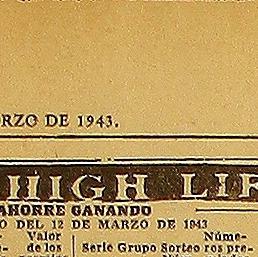 RZO DE 1943.
HIGH LIF
AHORRE GANANDO
O DEL 12 DE MARZO DE 1943
Valor Núme-
de los Serie Grupo Sorteo ros pre-